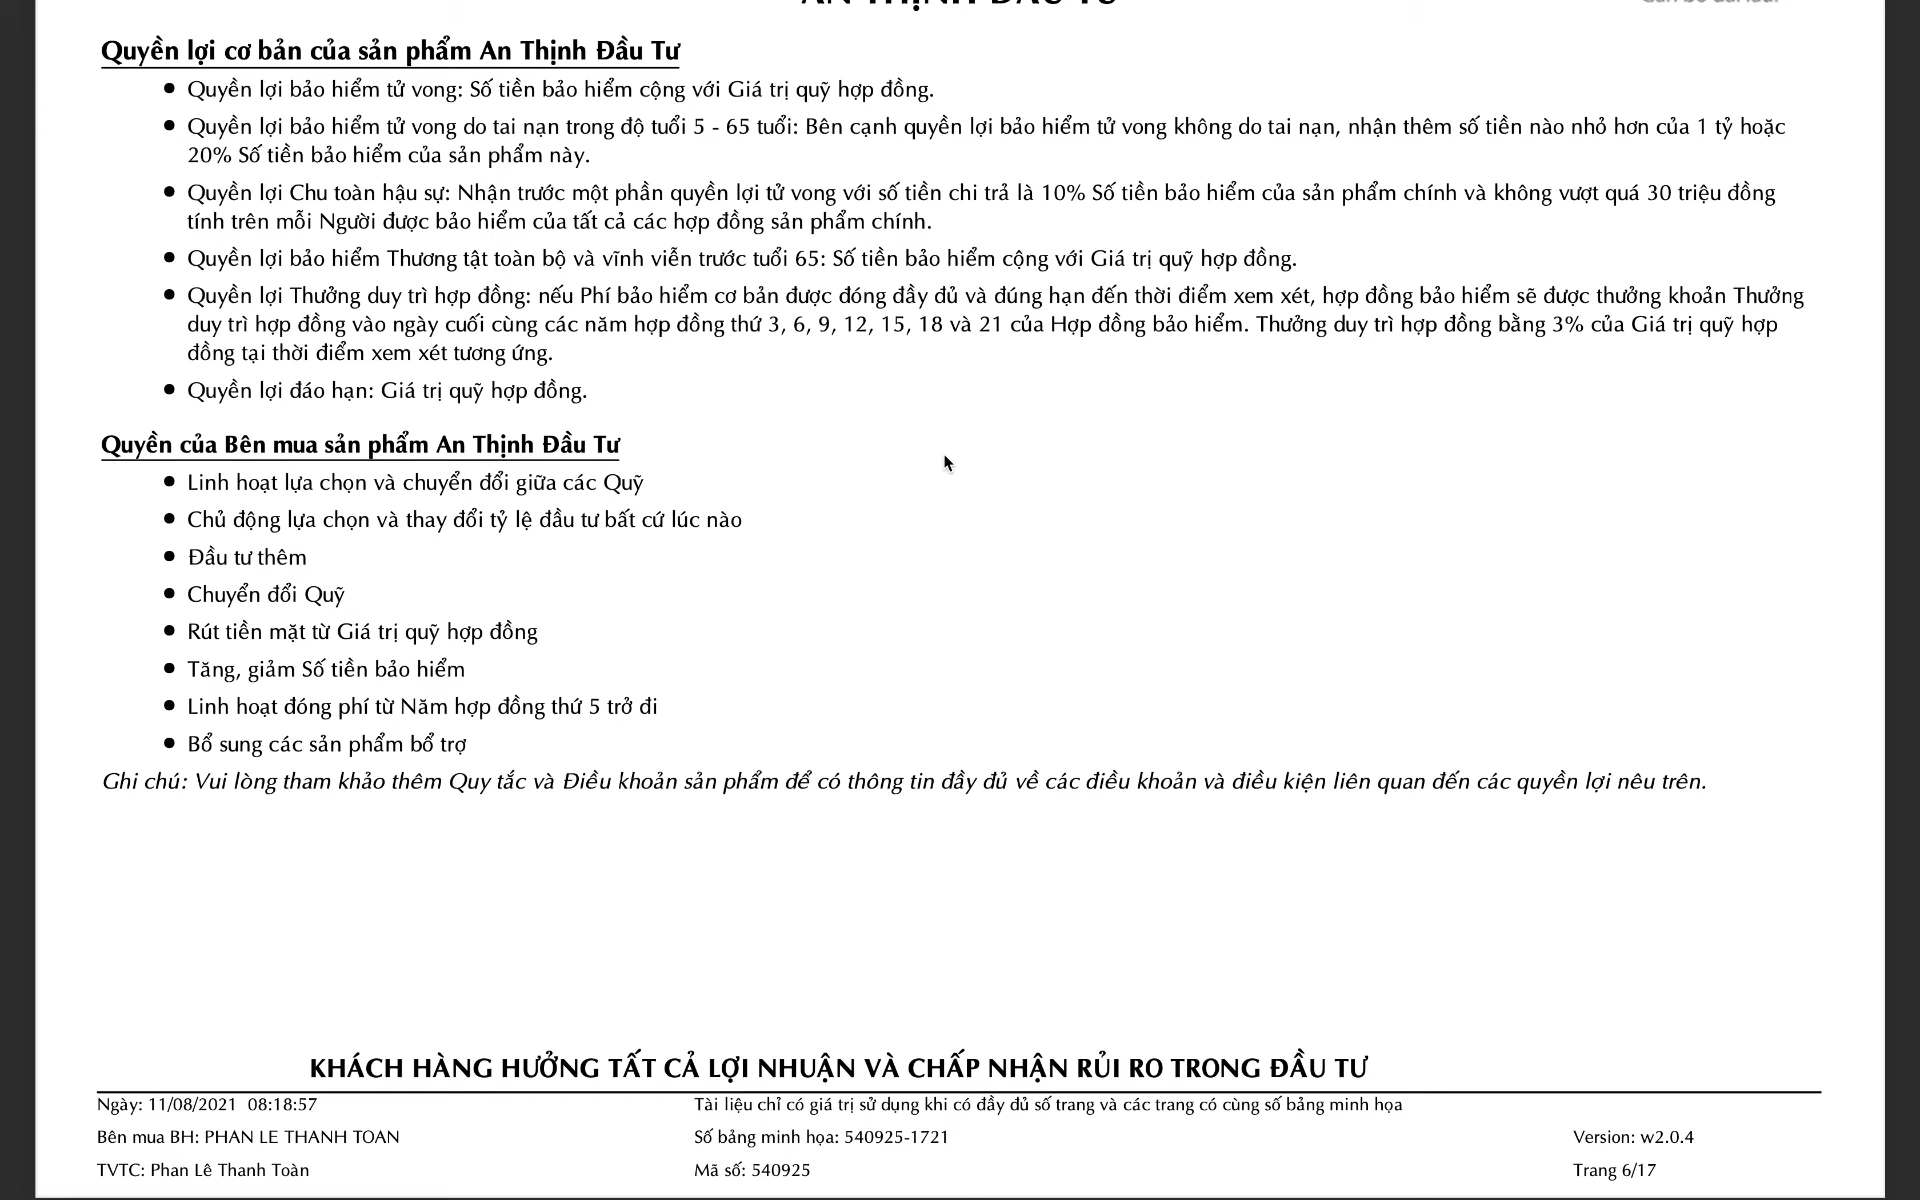 AN THỊNH ĐẦU TƯ
Quyền lợi cơ bản của sản phẩm An Thịnh Đầu Tư
● Quyền lợi bảo hiểm tử vong: Số tiền bảo hiểm cộng với Giá trị quỹ hợp đồng.
● Quyền lợi bảo hiểm tử vong do tai nạn trong độ tuổi 5 - 65 tuổi: Bên cạnh quyền lợi bảo hiểm tử vong không do tai nạn, nhận thêm số tiền nào nhỏ hơn của 1 tỷ hoặc
20% Số tiền bảo hiểm của sản phẩm này.
● Quyền lợi Chu toàn hậu sự: Nhận trước một phần quyền lợi tử vong với số tiền chi trả là 10% Số tiền bảo hiểm của sản phẩm chính và không vượt quá 30 triệu đồng
tính trên mỗi Người được bảo hiểm của tất cả các hợp đồng sản phẩm chính.
● Quyền lợi bảo hiểm Thương tật toàn bộ và vĩnh viễn trước tuổi 65: Số tiền bảo hiểm cộng với Giá trị quỹ hợp đồng.
● Quyền lợi Thưởng duy trì hợp đồng: nếu Phí bảo hiểm cơ bản được đóng đầy đủ và đúng hạn đến thời điểm xem xét, hợp đồng bảo hiểm sẽ được thưởng khoản Thưởng
duy trì hợp đồng vào ngày cuối cùng các năm hợp đồng thứ 3, 6, 9, 12, 15, 18 và 21 của Hợp đồng bảo hiểm. Thưởng duy trì hợp đồng bằng 3% của Giá trị quỹ hợp
đồng tại thời điểm xem xét tương ứng.
● Quyền lợi đáo hạn: Giá trị quỹ hợp đồng.
Quyền của Bên mua sản phẩm An Thịnh Đầu Tư
● Linh hoạt lựa chọn và chuyển đổi giữa các Quỹ
● Chủ động lựa chọn và thay đổi tỷ lệ đầu tư bất cứ lúc nào
● Đầu tư thêm
● Chuyển đổi Quỹ
● Rút tiền mặt từ Giá trị quỹ hợp đồng
● Tăng, giảm Số tiền bảo hiểm
● Linh hoạt đóng phí từ Năm hợp đồng thứ 5 trở đi
● Bổ sung các sản phẩm bổ trợ
Ghi chú: Vui lòng tham khảo thêm Quy tắc và Điều khoản sản phẩm để có thông tin đầy đủ về các điều khoản và điều kiện liên quan đến các quyền lợi nêu trên.
KHÁCH HÀNG HƯỞNG TẤT CẢ LỢI NHUẬN VÀ CHẤP NHẬN RỦI RO TRONG ĐẦU TƯ
Ngày: 11/08/2021 08:18:57
Tài liệu chỉ có giá trị sử dụng khi có đầy đủ số trang và các trang có cùng số bảng minh họa
Bên mua BH: PHAN LE THANH TOAN
Số bảng minh họa: 540925-1721
Version: w2.0.4
TVTC: Phan Lê Thanh Toàn
Mã số: 540925
Trang 6/17